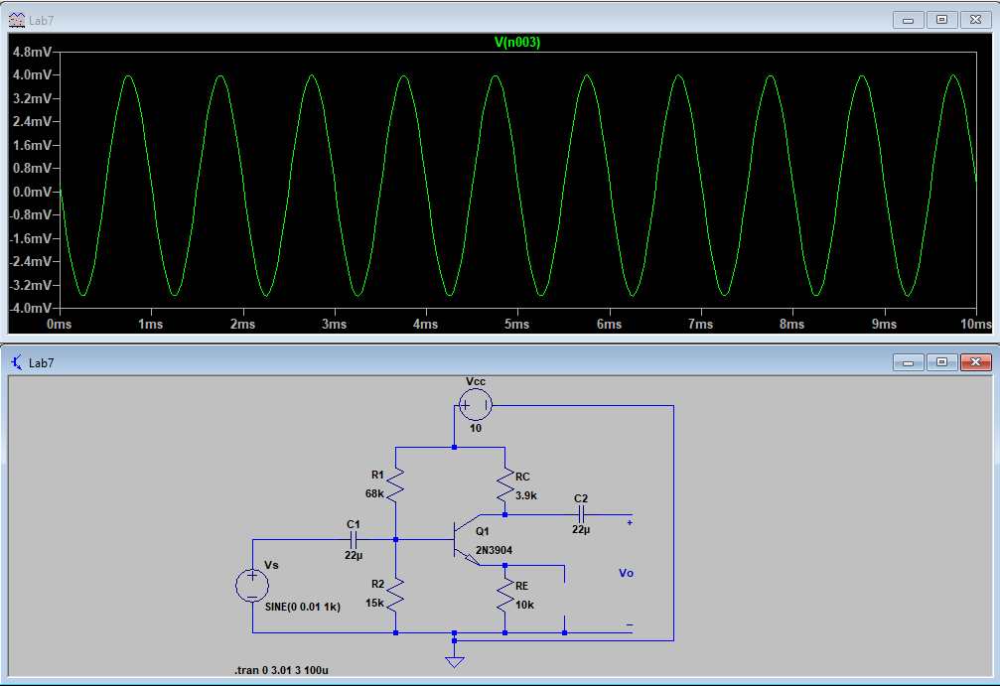 Lab7
V(n003)
4.8mV
4.0mV
3.2mV
2.4mV
1.6mV
0.8mV
0.0mV
-0.8mV
-1.6mV
-2.4mV
-3.2mV
-4.0mV
0ms 1ms 2ms 3ms 4ms 5ms 6ms 7ms 8ms 9ms 10ms
Lab7
Vcc
+
10
R1
68k
RC
3.9k
C2
22µ
+
C1
22µ
Q1
2N3904
Vs
+
−
SINE(0 0.01 1k)
R2
15k
RE
10k
Vo
−
.tran 0 3.01 3 100u